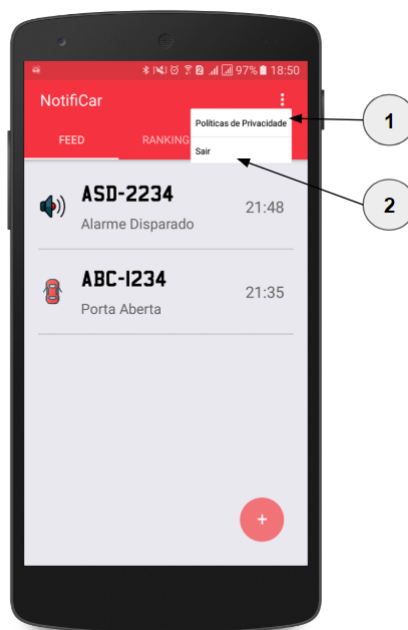 97% 18:50
NotifiCar
Políticas de Privacidade
1
FEED
RANKING
Sair
2
ASD-2234
21:48
Alarme Disparado
ABC-1234
21:35
Porta Aberta
+